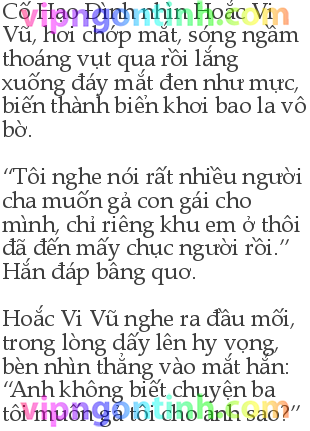 Cố Hạo Đình nhìn Hoắc Vi
Vũ, hơi chớp mắt, sóng ngầm
thoáng vụt qua rồi lắng
xuống đáy mắt đen như mực,
biến thành biển khơi bao la vô
bờ.
“Tôi nghe nói rất nhiều người
cha muốn gả con gái cho
mình, chỉ riêng khu em ở thôi
đã đến mấy chục người rồi.”
Hắn đáp bâng quơ.
Hoắc Vi Vũ nghe ra đầu mối,
trong lòng dấy lên hy vọng,
bèn nhìn thẳng vào mắt hắn:
“Anh không biết chuyện ba
tôi muốn gả tôi cho anh sao?”
vipngontinh.com
vipngontinh.com